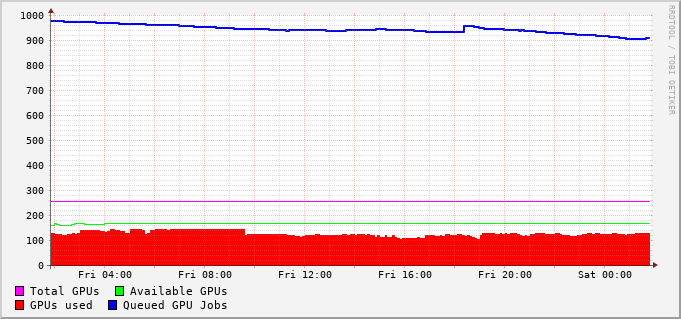 1000
900
800
700
600
500
400
300
200
100
0
Fri 04:00 Fri 08:00 Fri 12:00 Fri 16:00 Fri 20:00 Sat 00:00
Total GPUs Available GPUs
GPUs used Queued GPU Jobs
RRDTOOL / TOBI OETIKER